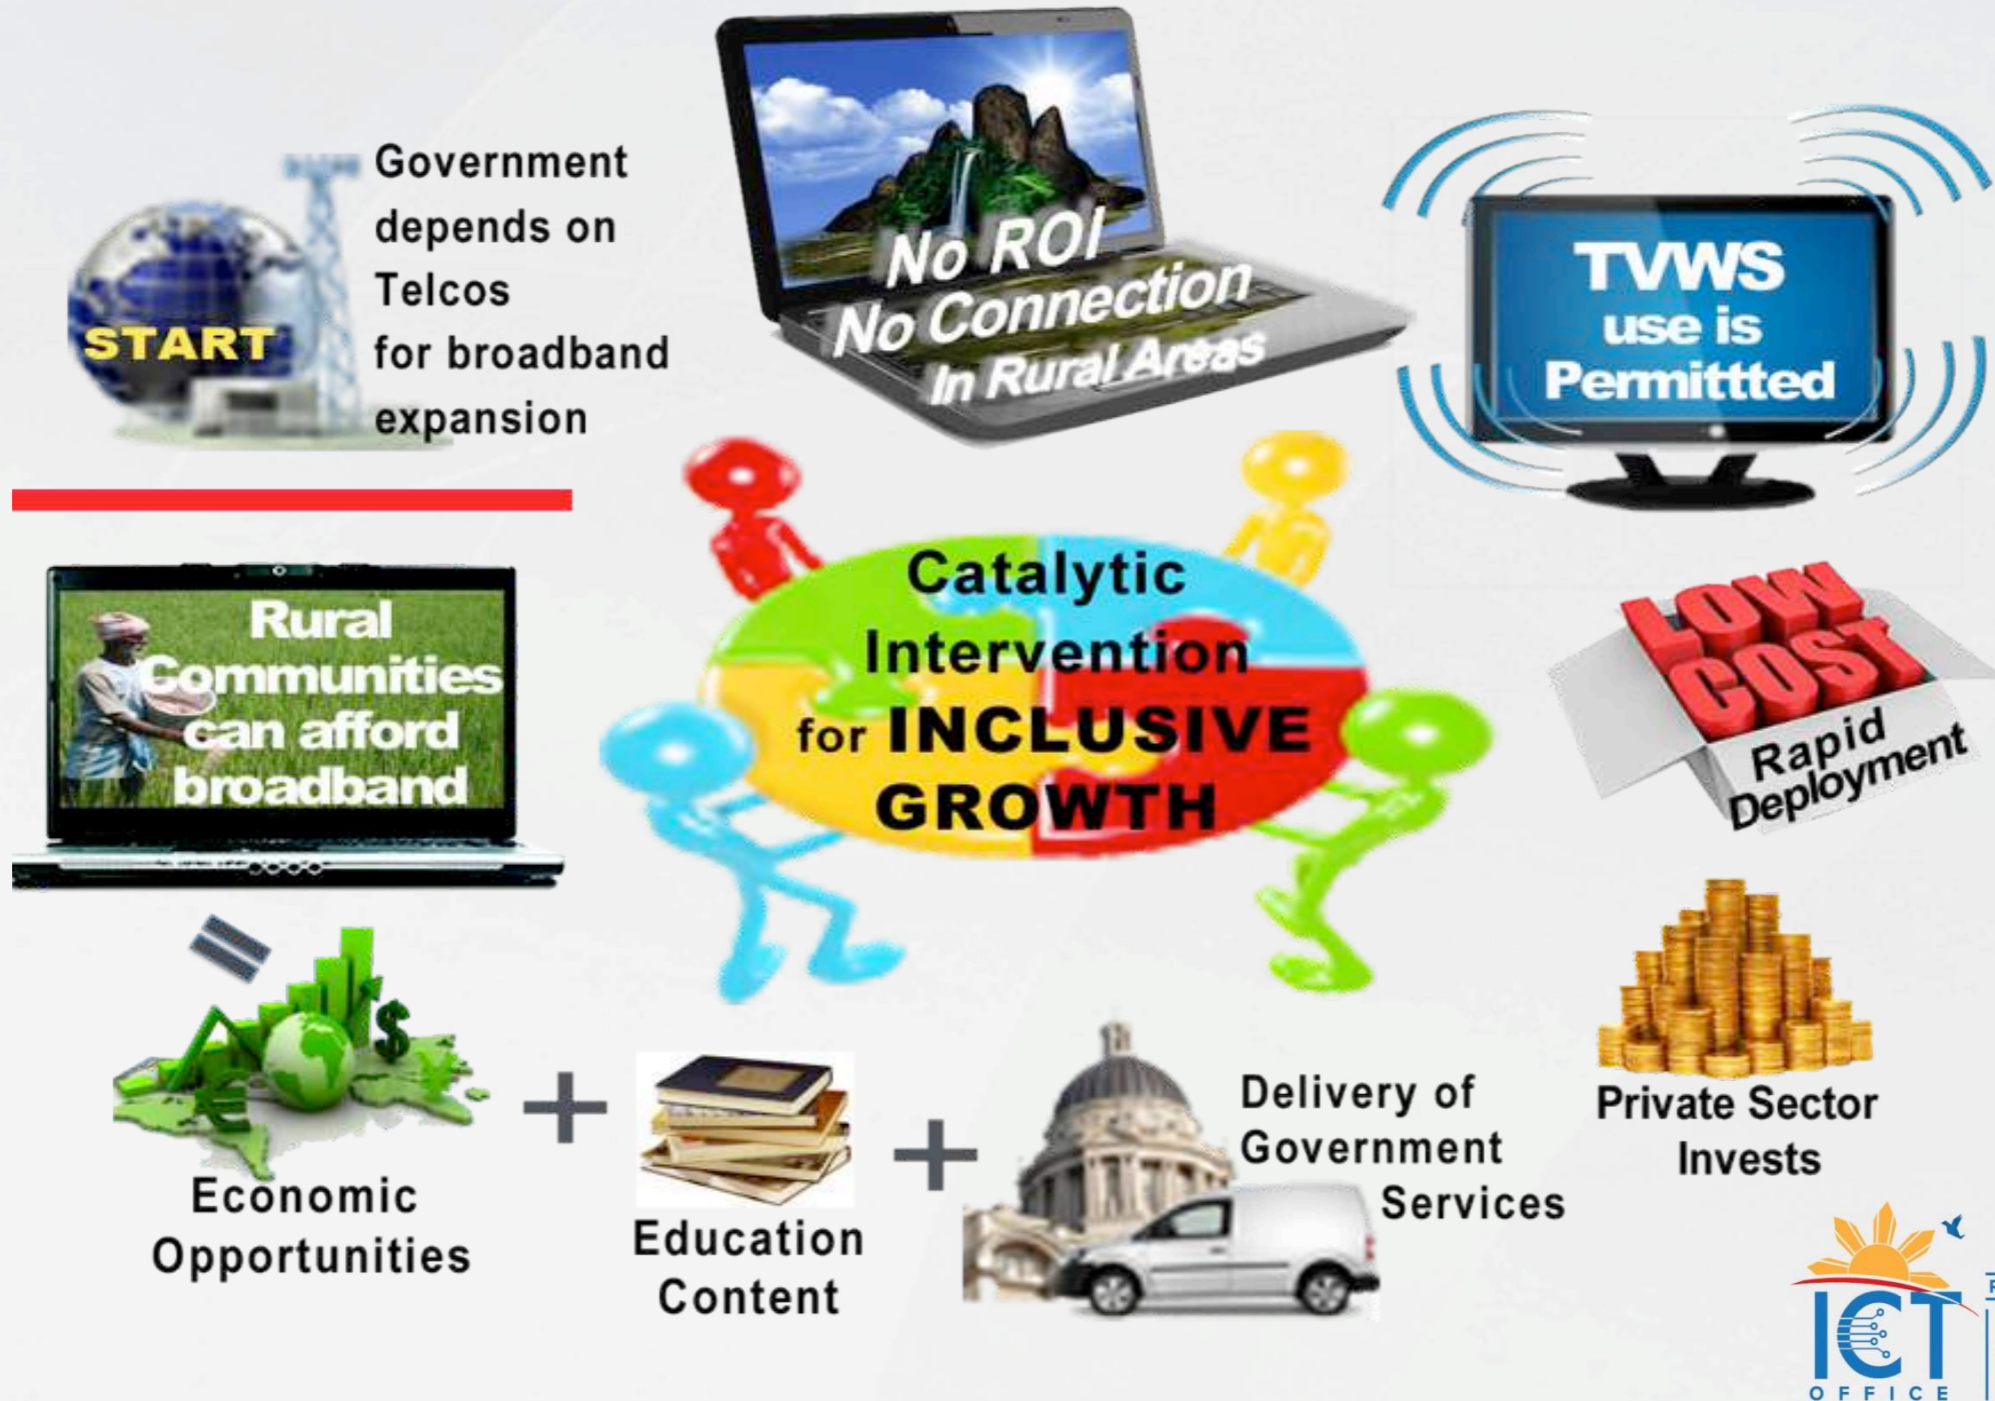 START
Government
depends on
Telcos
for broadband
expansion
No ROI
No Connection
In Rural Areas
TVWS
use is
Permittted
LOW
COST
Rapid
Deployment
Private Sector
Invests
Delivery of
Government
Services
+
Education
Content
+
Economic
Opportunities
=
Rural
Communities
can afford
broadband
Catalytic
Intervention
for INCLUSIVE
GROWTH
$
€
ICT
OFFICE